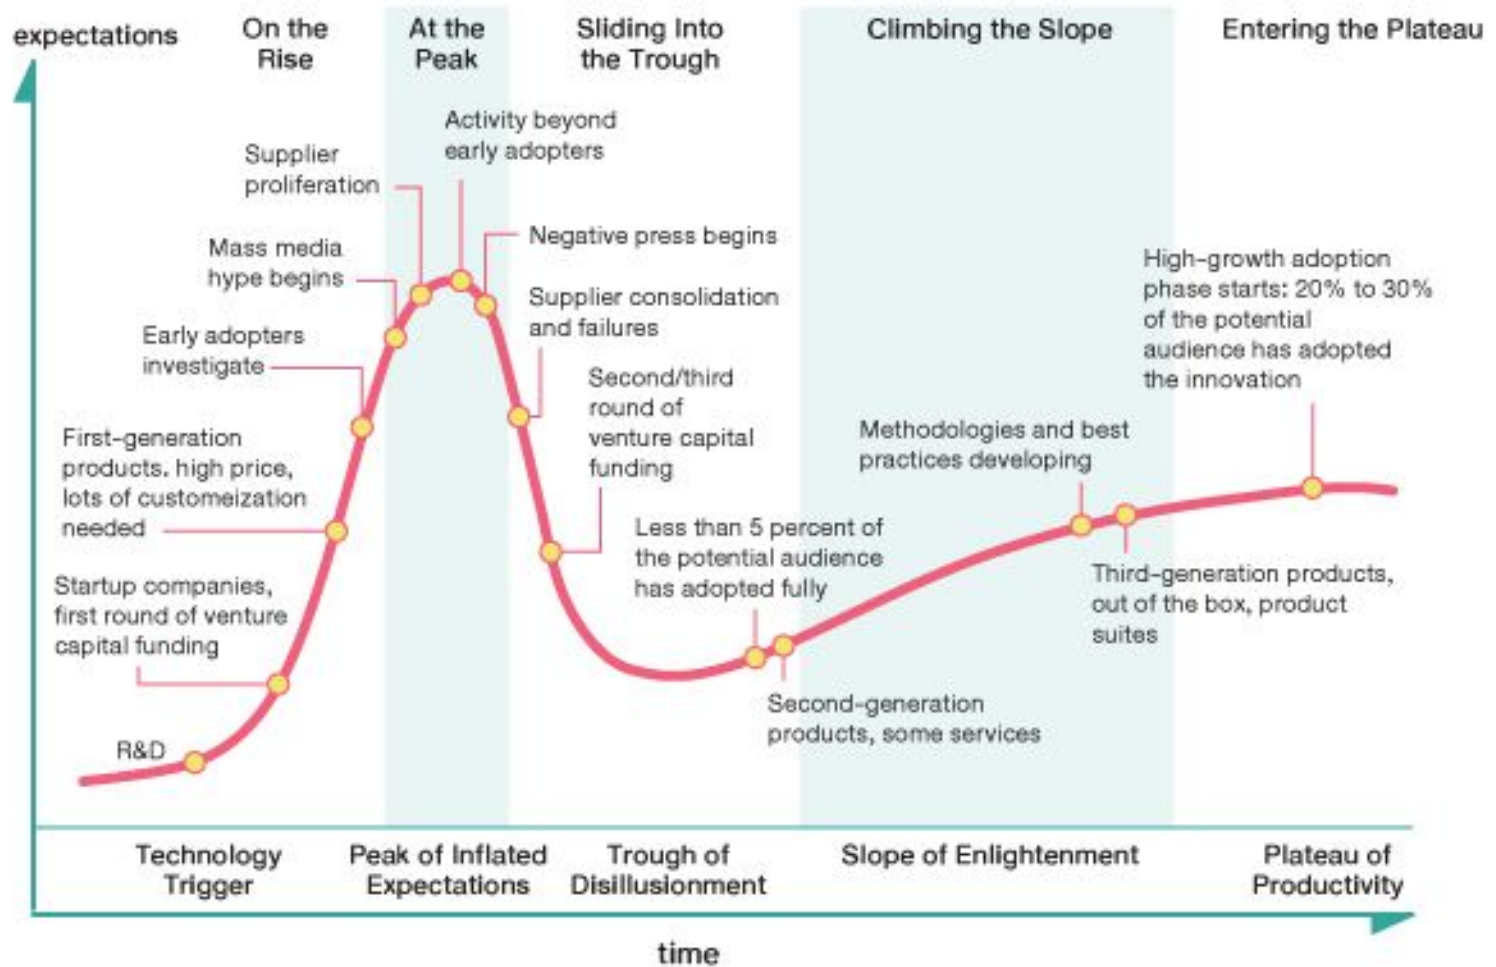 expectations
On the
Rise
At the
Peak
Sliding Into
the Trough
Climbing the Slope
Entering the Plateau
Activity beyond
early adopters
Supplier
proliferation
Negative press begins
Mass media
hype begins
Supplier consolidation
and failures
High-growth adoption
phase starts: 20% to 30%
of the potential
audience has adopted
the innovation
Early adopters
investigate
Second/third
round of
venture capital
funding
First-generation
products. high price,
lots of customeization
needed
Methodologies and best
practices developing
Less than 5 percent of
the potential audience
has adopted fully
Startup companies,
first round of venture
capital funding
Third-generation products,
out of the box, product
suites
Second-generation
products, some services
R&D
Technology
Trigger
Peak of Inflated
Expectations
Trough of
Disillusionment
Slope of Enlightenment
Plateau of
Productivity
time